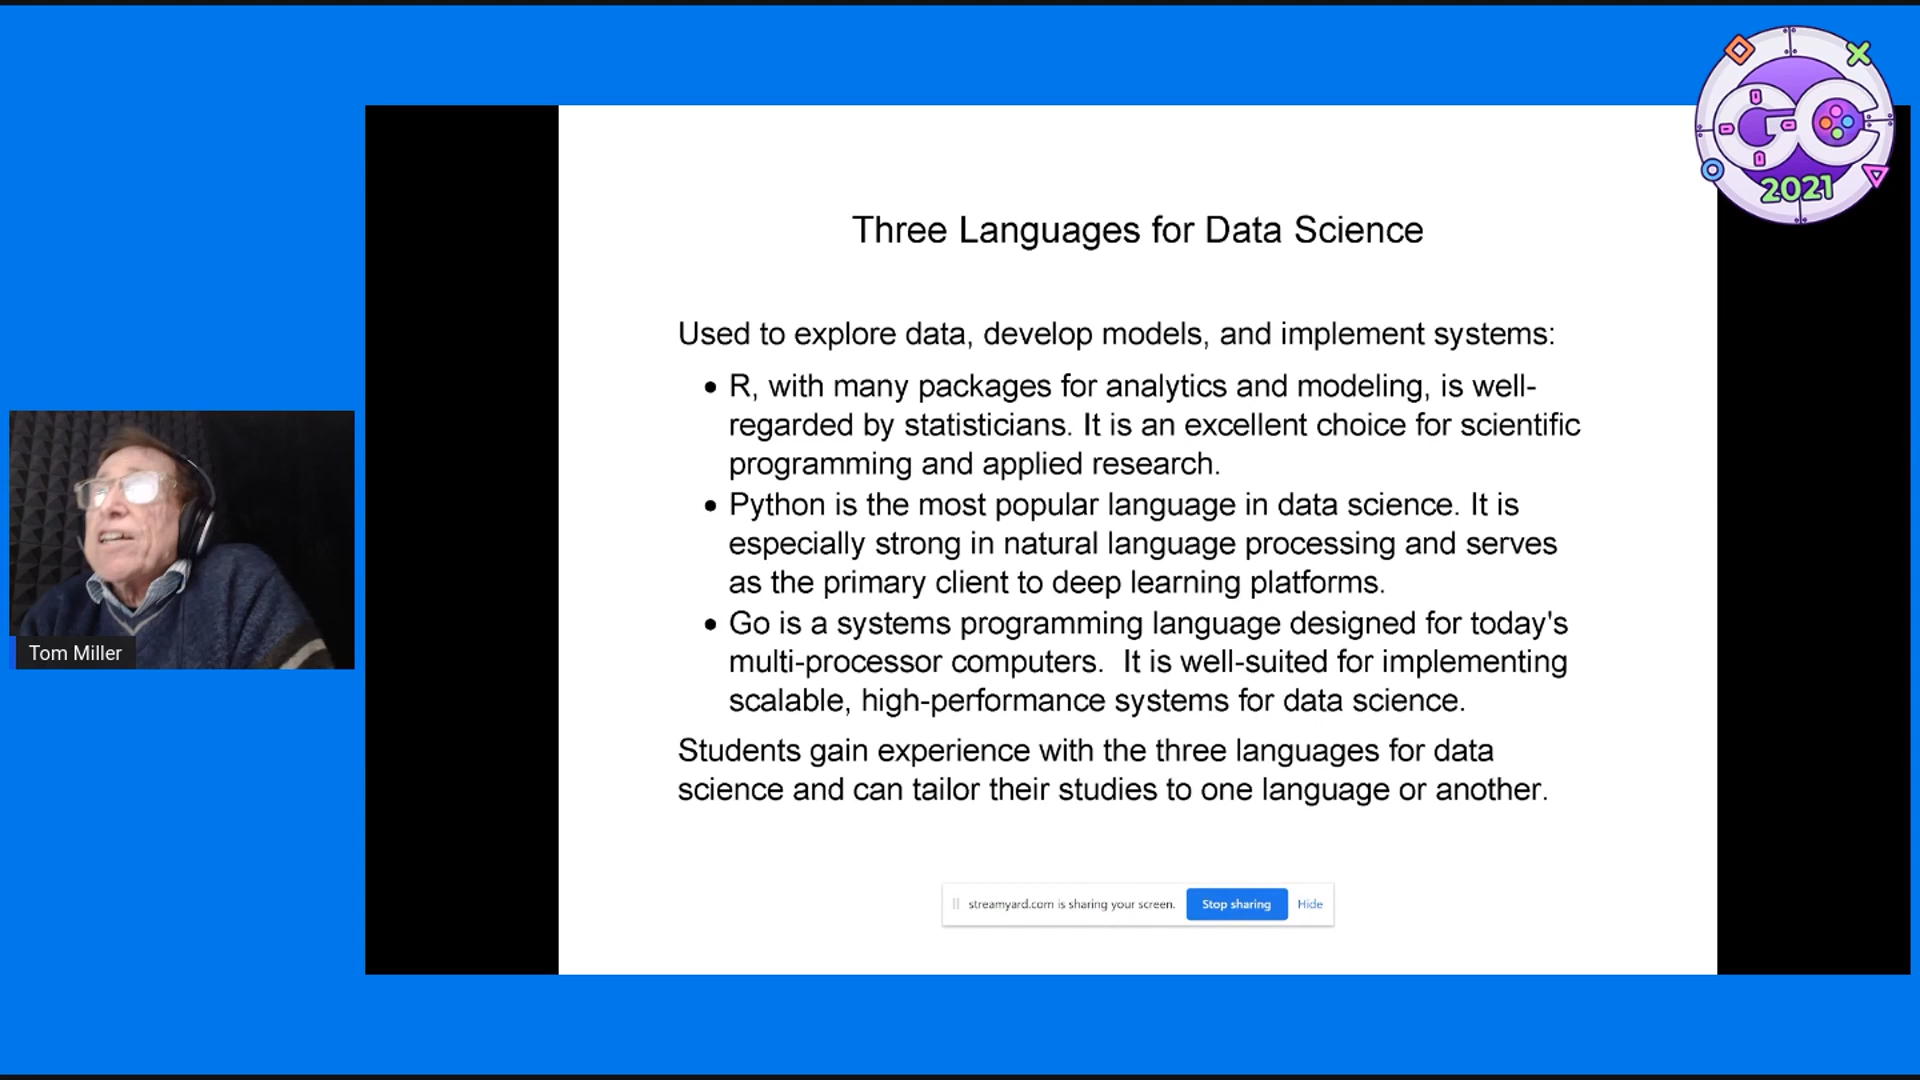 GC
2021
Three Languages for Data Science
Used to explore data, develop models, and implement systems:
• R, with many packages for analytics and modeling, is well-
regarded by statisticians. It is an excellent choice for scientific
programming and applied research.
• Python is the most popular language in data science. It is
especially strong in natural language processing and serves
as the primary client to deep learning platforms.
• Go is a systems programming language designed for today's
multi-processor computers.  It is well-suited for implementing
scalable, high-performance systems for data science.
Students gain experience with the three languages for data
science and can tailor their studies to one language or another.
streamyard.com is sharing your screen. Stop sharing Hide
Tom Miller